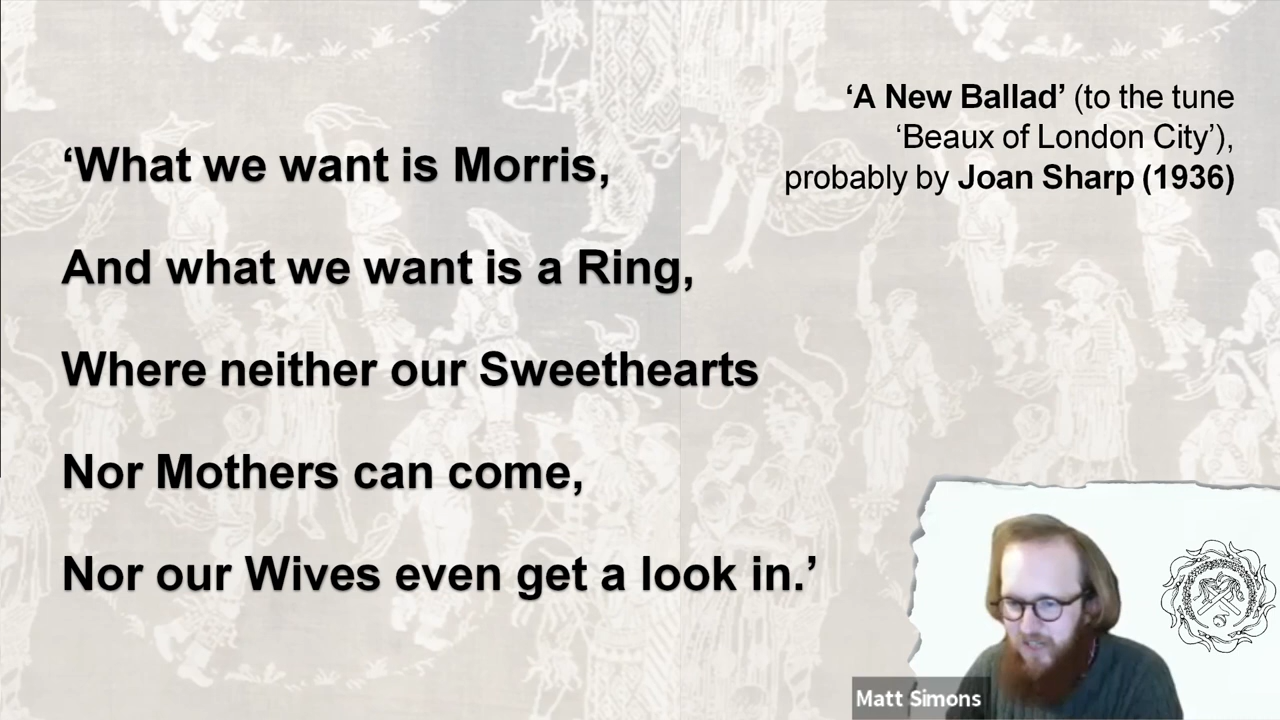 ‘What we want is Morris,
And what we want is a Ring,
Where neither our Sweethearts
Nor Mothers can come,
Nor our Wives even get a look in.’
‘A New Ballad’ (to the tune
‘Beaux of London City’),
probably by Joan Sharp (1936)
Matt Simons